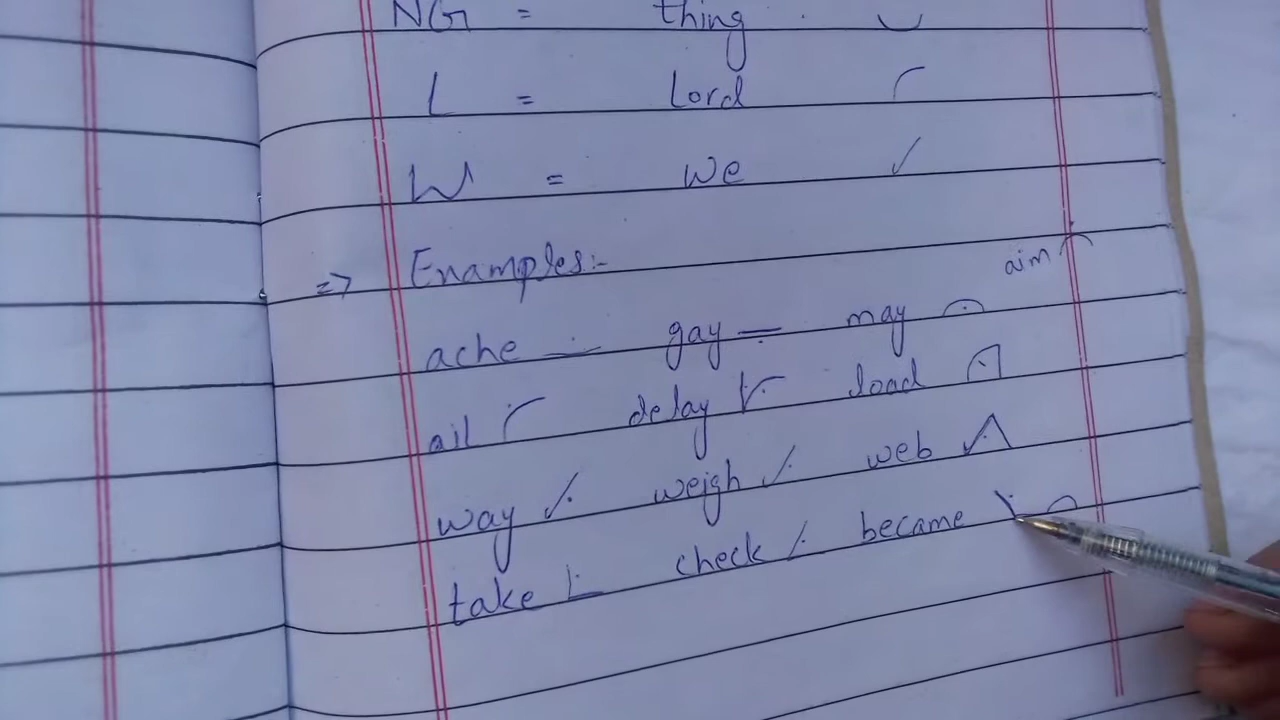 NG = thing
L = Lord
W = we
=> Examples:-
aim
ache gay may
ail delay load
way weigh web
take check became